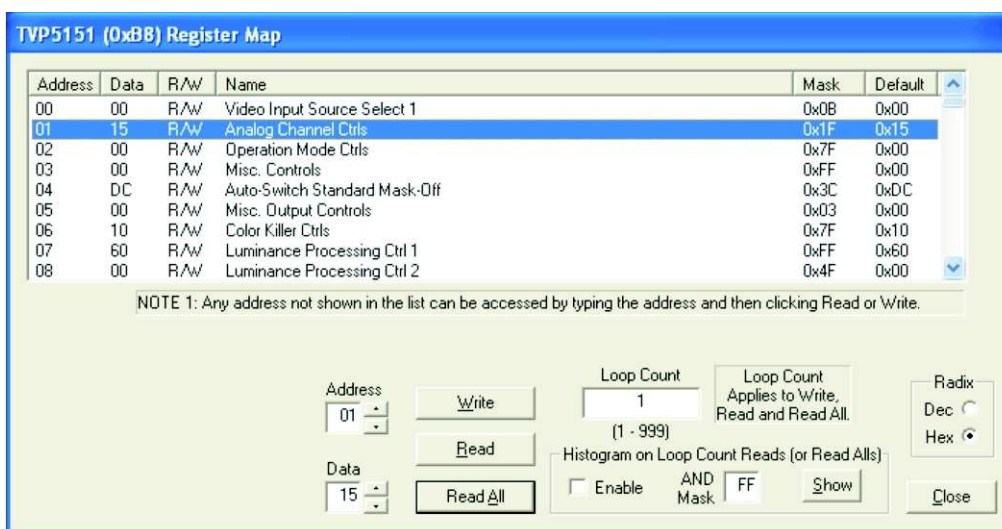 TVP5151 (0xB8) Register Map
Address Data R/W Name Mask Default
00 00 R/W Video Input Source Select 1 0x0B 0x00
01 15 R/W Analog Channel Ctrls 0x1F 0x15
02 00 R/W Operation Mode Ctrls 0x7F 0x00
03 00 R/W Misc. Controls 0xFF 0x00
04 DC R/W Auto-Switch Standard Mask-Off 0x3C 0xDC
05 00 R/W Misc. Output Controls 0x03 0x00
06 10 R/W Color Killer Ctrls 0x7F 0x10
07 60 R/W Luminance Processing Ctrl 1 0xFF 0x60
08 00 R/W Luminance Processing Ctrl 2 0x4F 0x00
NOTE 1: Any address not shown in the list can be accessed by typing the address and then clicking Read or Write.
Address
01
Data
15
Write
Read
Read All
Loop Count
1
(1 - 999)
Loop Count
Applies to Write,
Read and Read All.
Histogram on Loop Count Reads (or Read Alls)
Enable
AND
Mask
FF
Show
Radix
Dec
Hex
Close